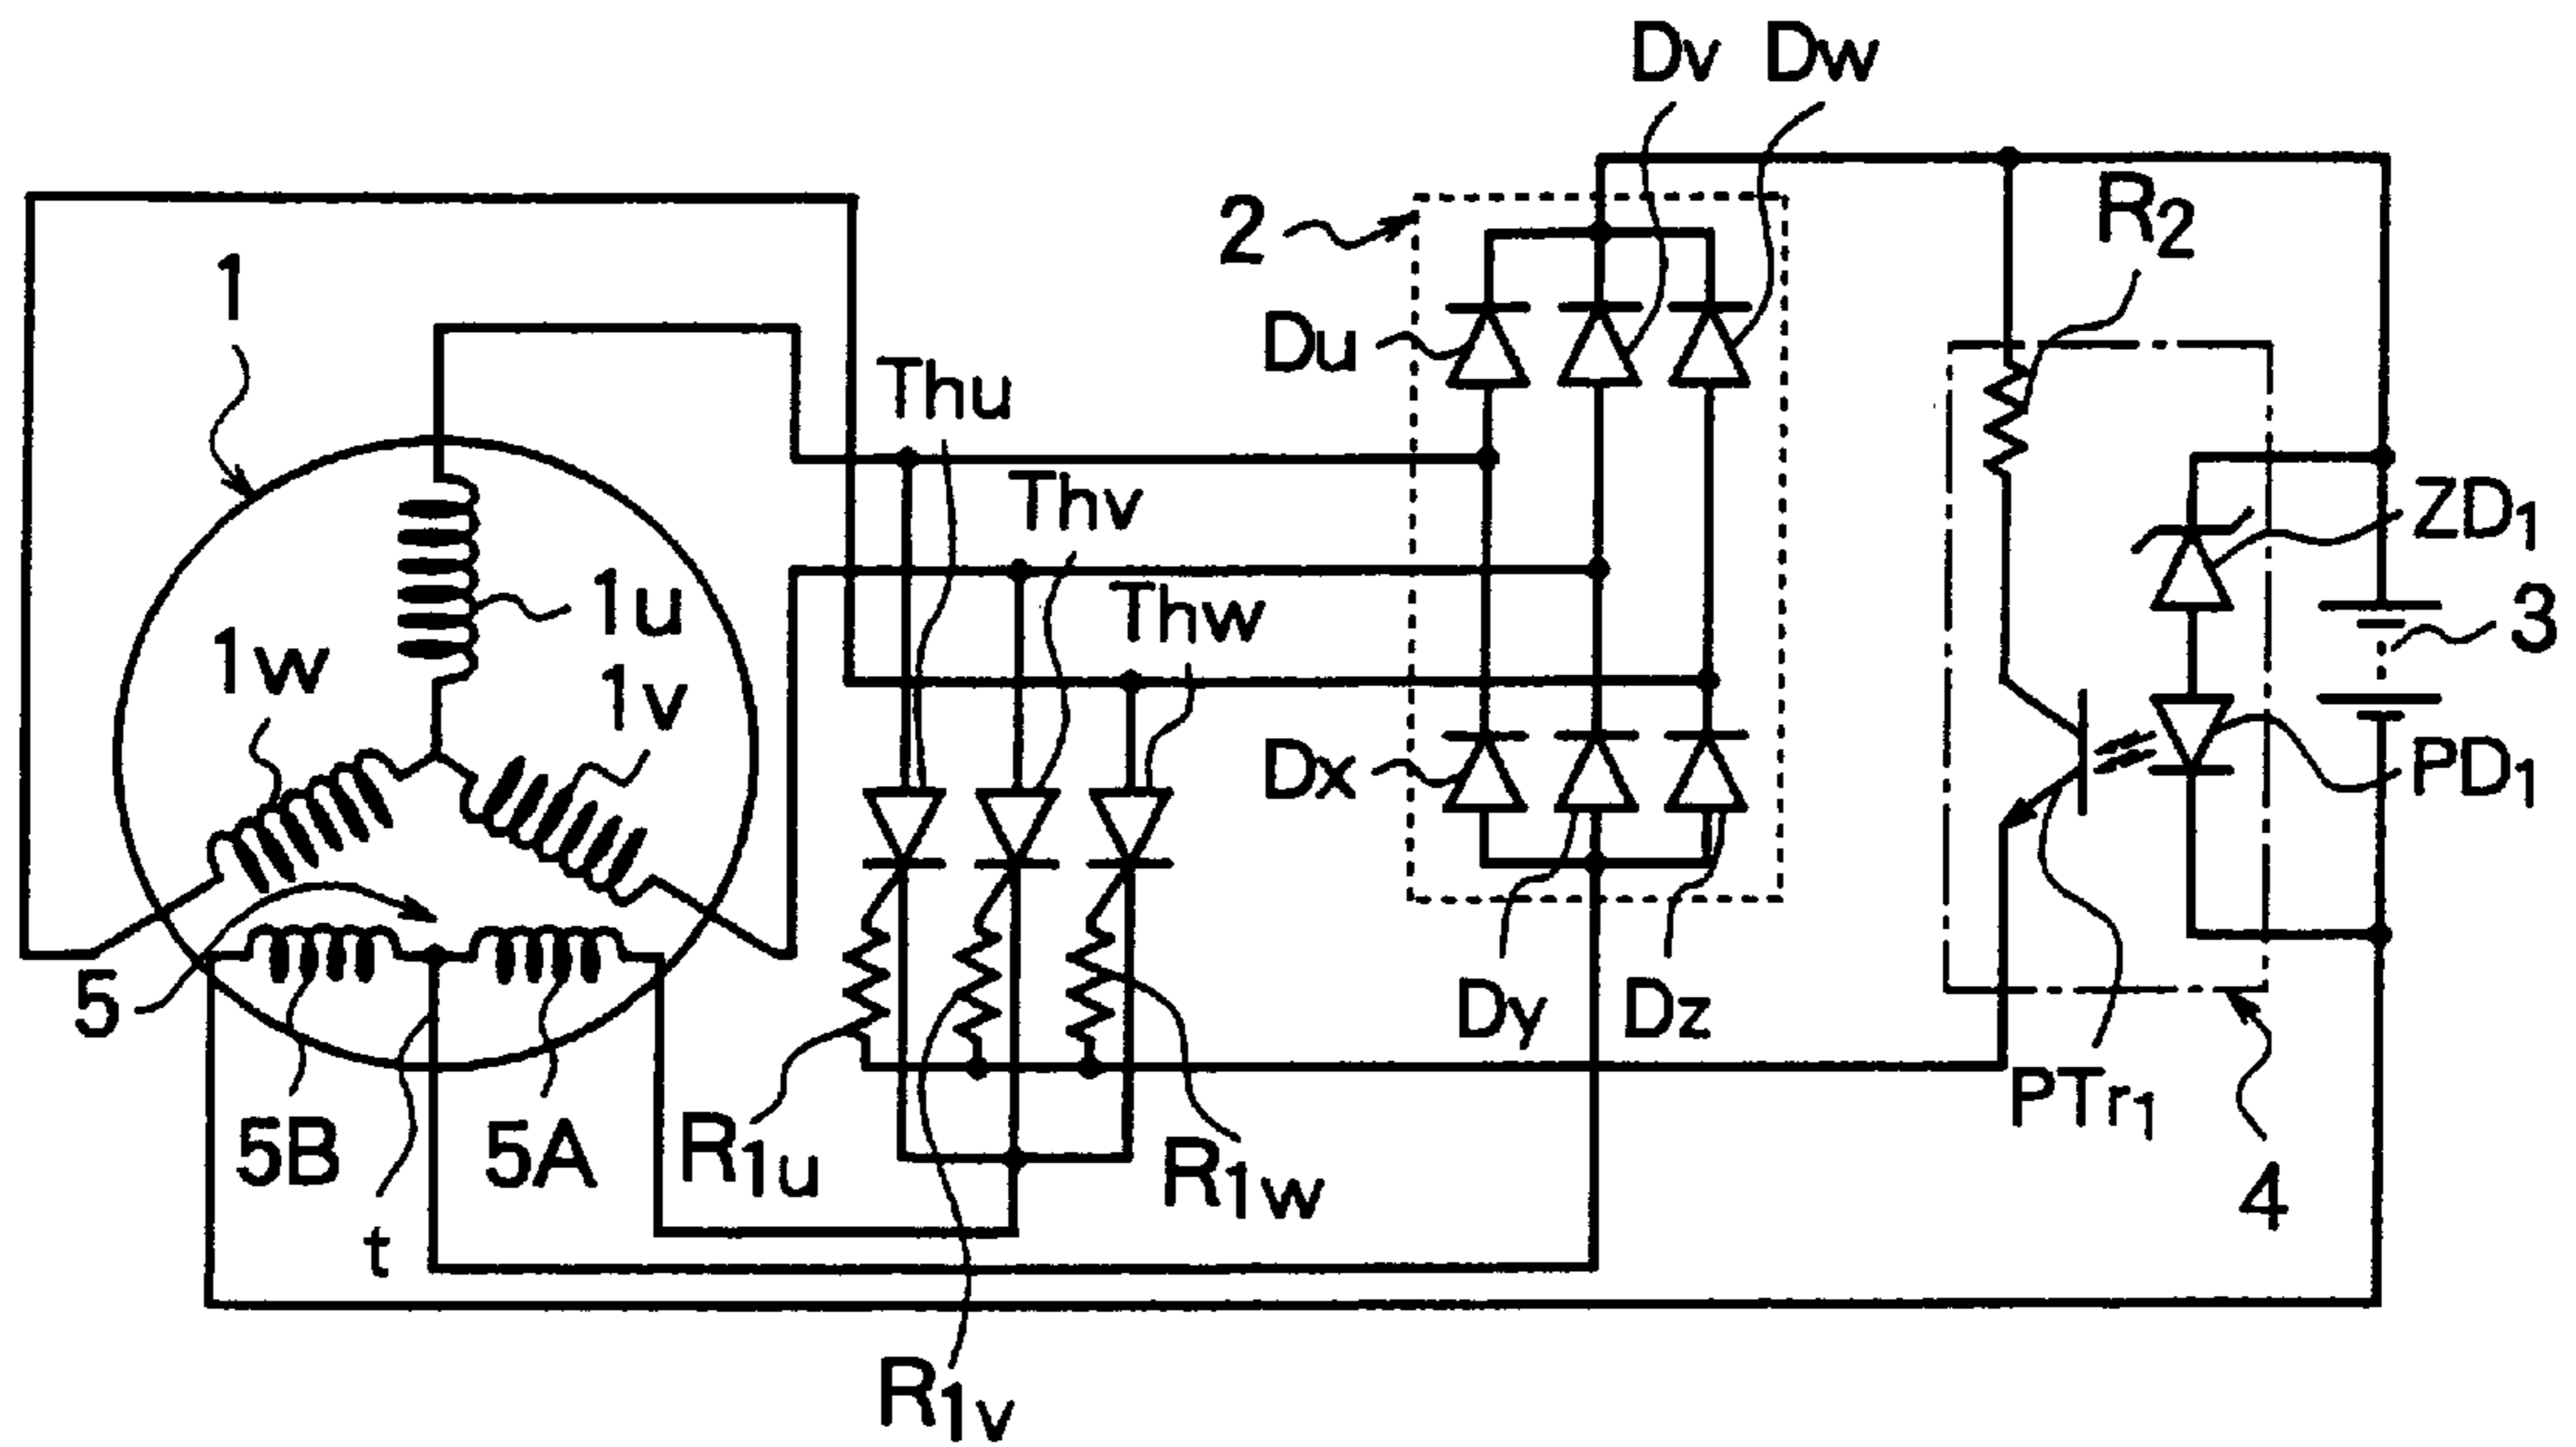 Dv Dw
2
R2
1
Du
Thu
Thv
ZD1
1u
Thw
3
1w
1v
Dx
PD1
5
Dy
Dz
PTr1
5B
5A
R1u
R1w
4
t
R1v